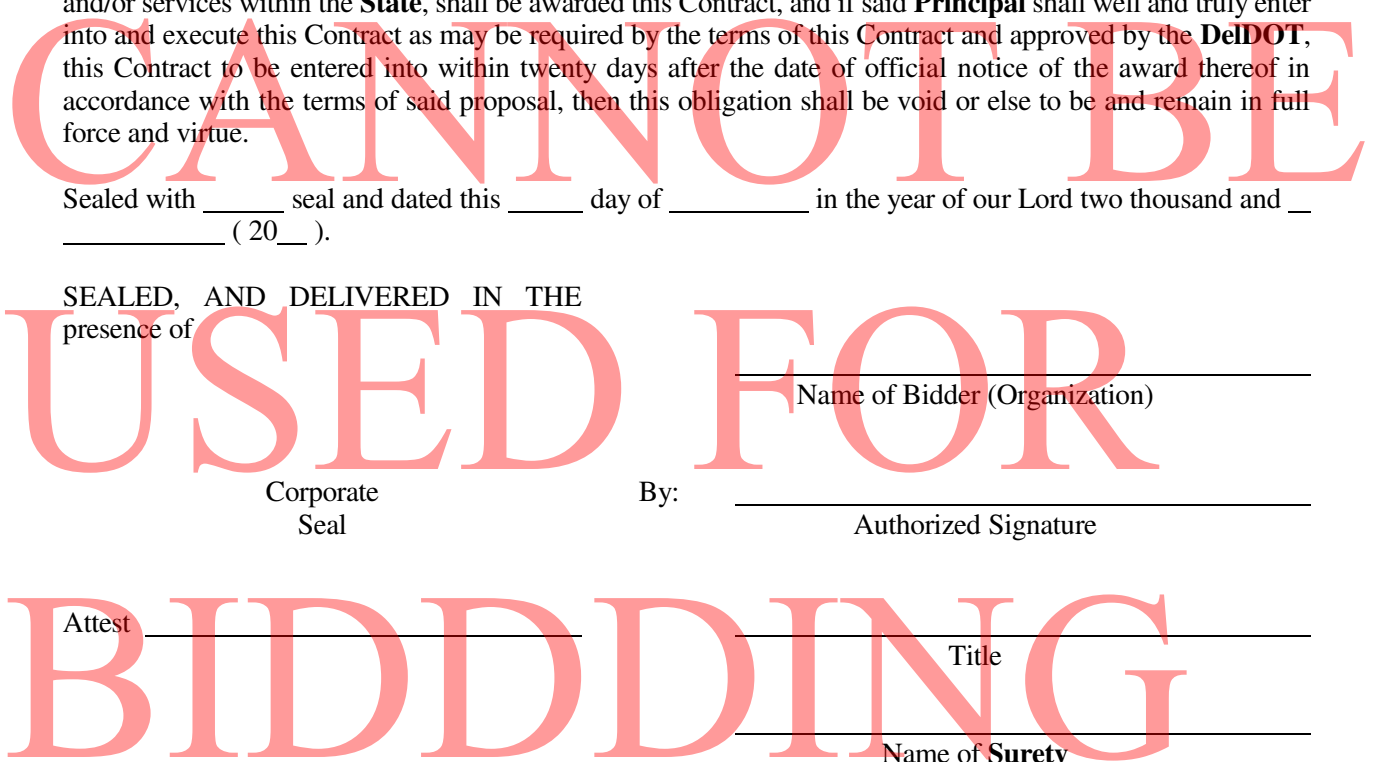 and/or services within the State, shall be awarded this Contract, and if said Principal shall well and truly enter
into and execute this Contract as may be required by the terms of this Contract and approved by the DelDOT,
this Contract to be entered into within twenty days after the date of official notice of the award thereof in
accordance with the terms of said proposal, then this obligation shall be void or else to be and remain in full
force and virtue.
CANNOT BE
Sealed with ______ seal and dated this ______ day of __________ in the year of our Lord two thousand and _
____________ ( 20__ ).
SEALED, AND DELIVERED IN THE
presence of
USED FOR
Name of Bidder (Organization)
Corporate By:
Seal Authorized Signature
BIDDDING
Attest
Title
Name of Surety